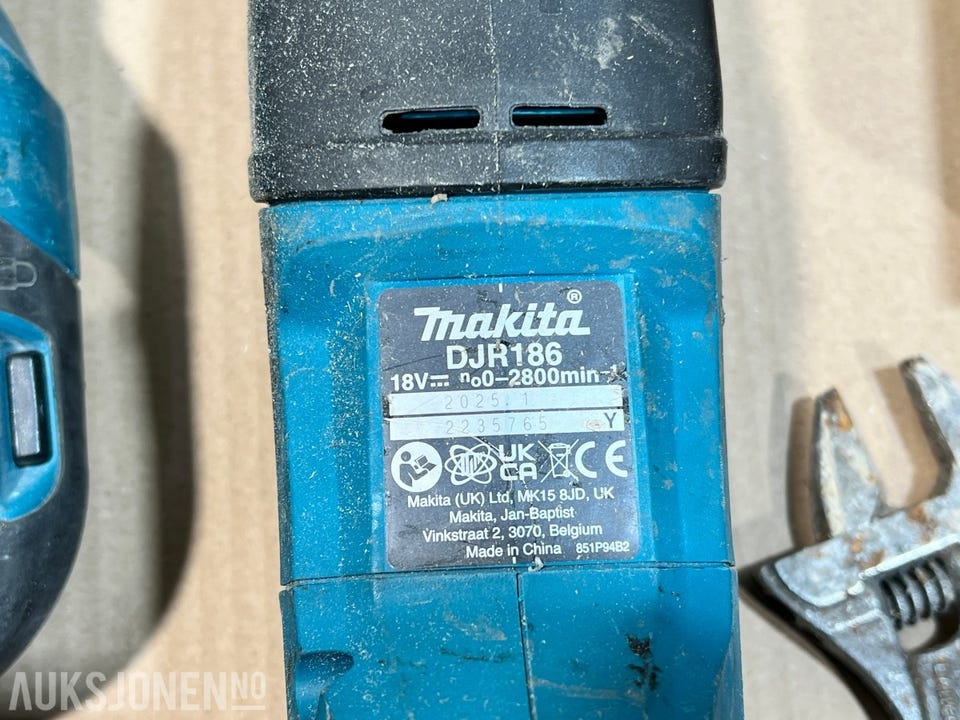 Makita®
DJR186
18V⎓ n₀0–2800min⁻¹
2025.1
2235765 Y
UK
CA
CE
Makita (UK) Ltd, MK15 8JD, UK
Makita, Jan-Baptist
Vinkstraat 2, 3070, Belgium
Made in China 851P94B2
AUKSJONEN.NO